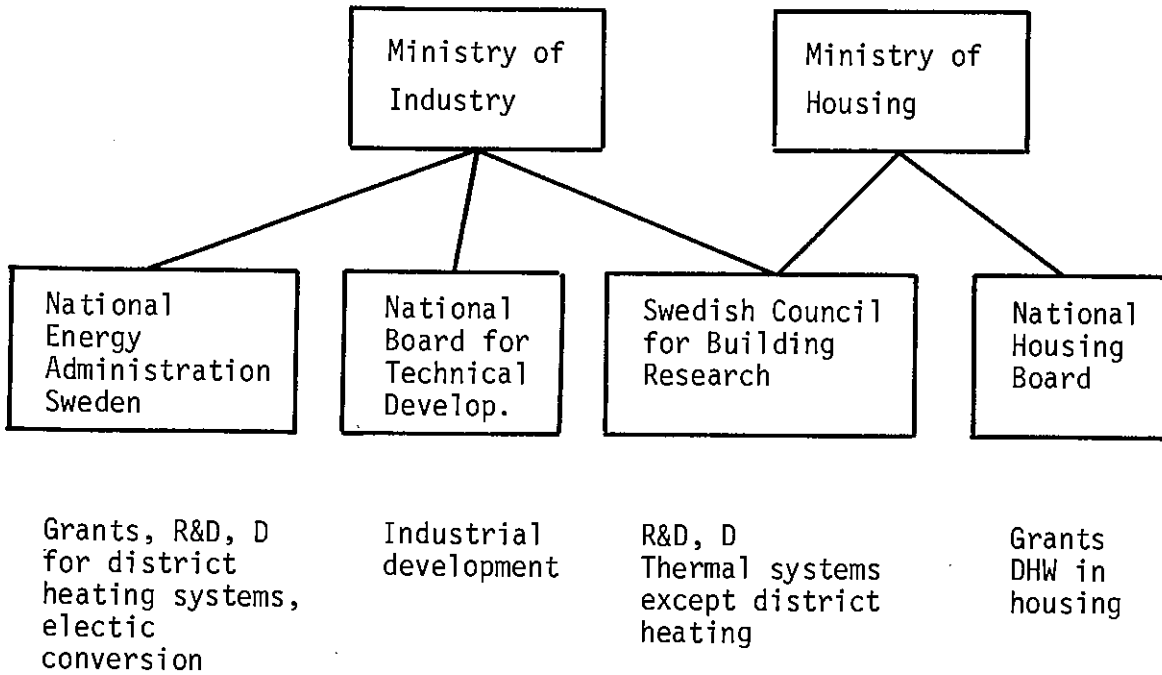 Ministry of
Industry
Ministry of
Housing
National
Energy
Administration
Sweden
National
Board for
Technical
Develop.
Swedish Council
for Building
Research
National
Housing
Board
Grants, R&D, D
for district
heating systems,
electic
conversion
Industrial
development
R&D, D
Thermal systems
except district
heating
Grants
DHW in
housing